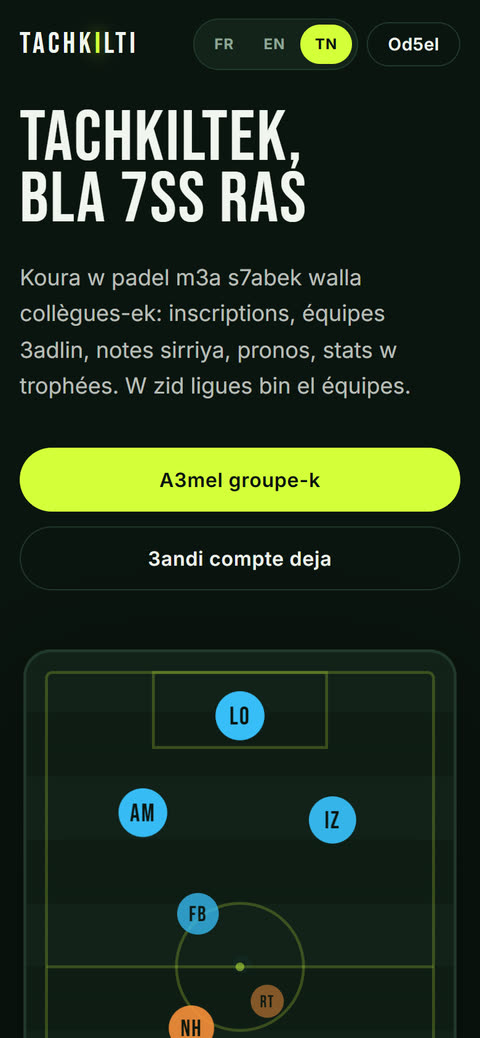 TACHKILTI
FR EN TN Od5el
TACHKILTEK,
BLA 7SS RAS
Koura w padel m3a s7abek walla
collègues-ek: inscriptions, équipes
3adlin, notes sirriya, pronos, stats w
trophées. W zid ligues bin el équipes.
A3mel groupe-k
3andi compte deja
LO
AM
IZ
FB
RT
NH